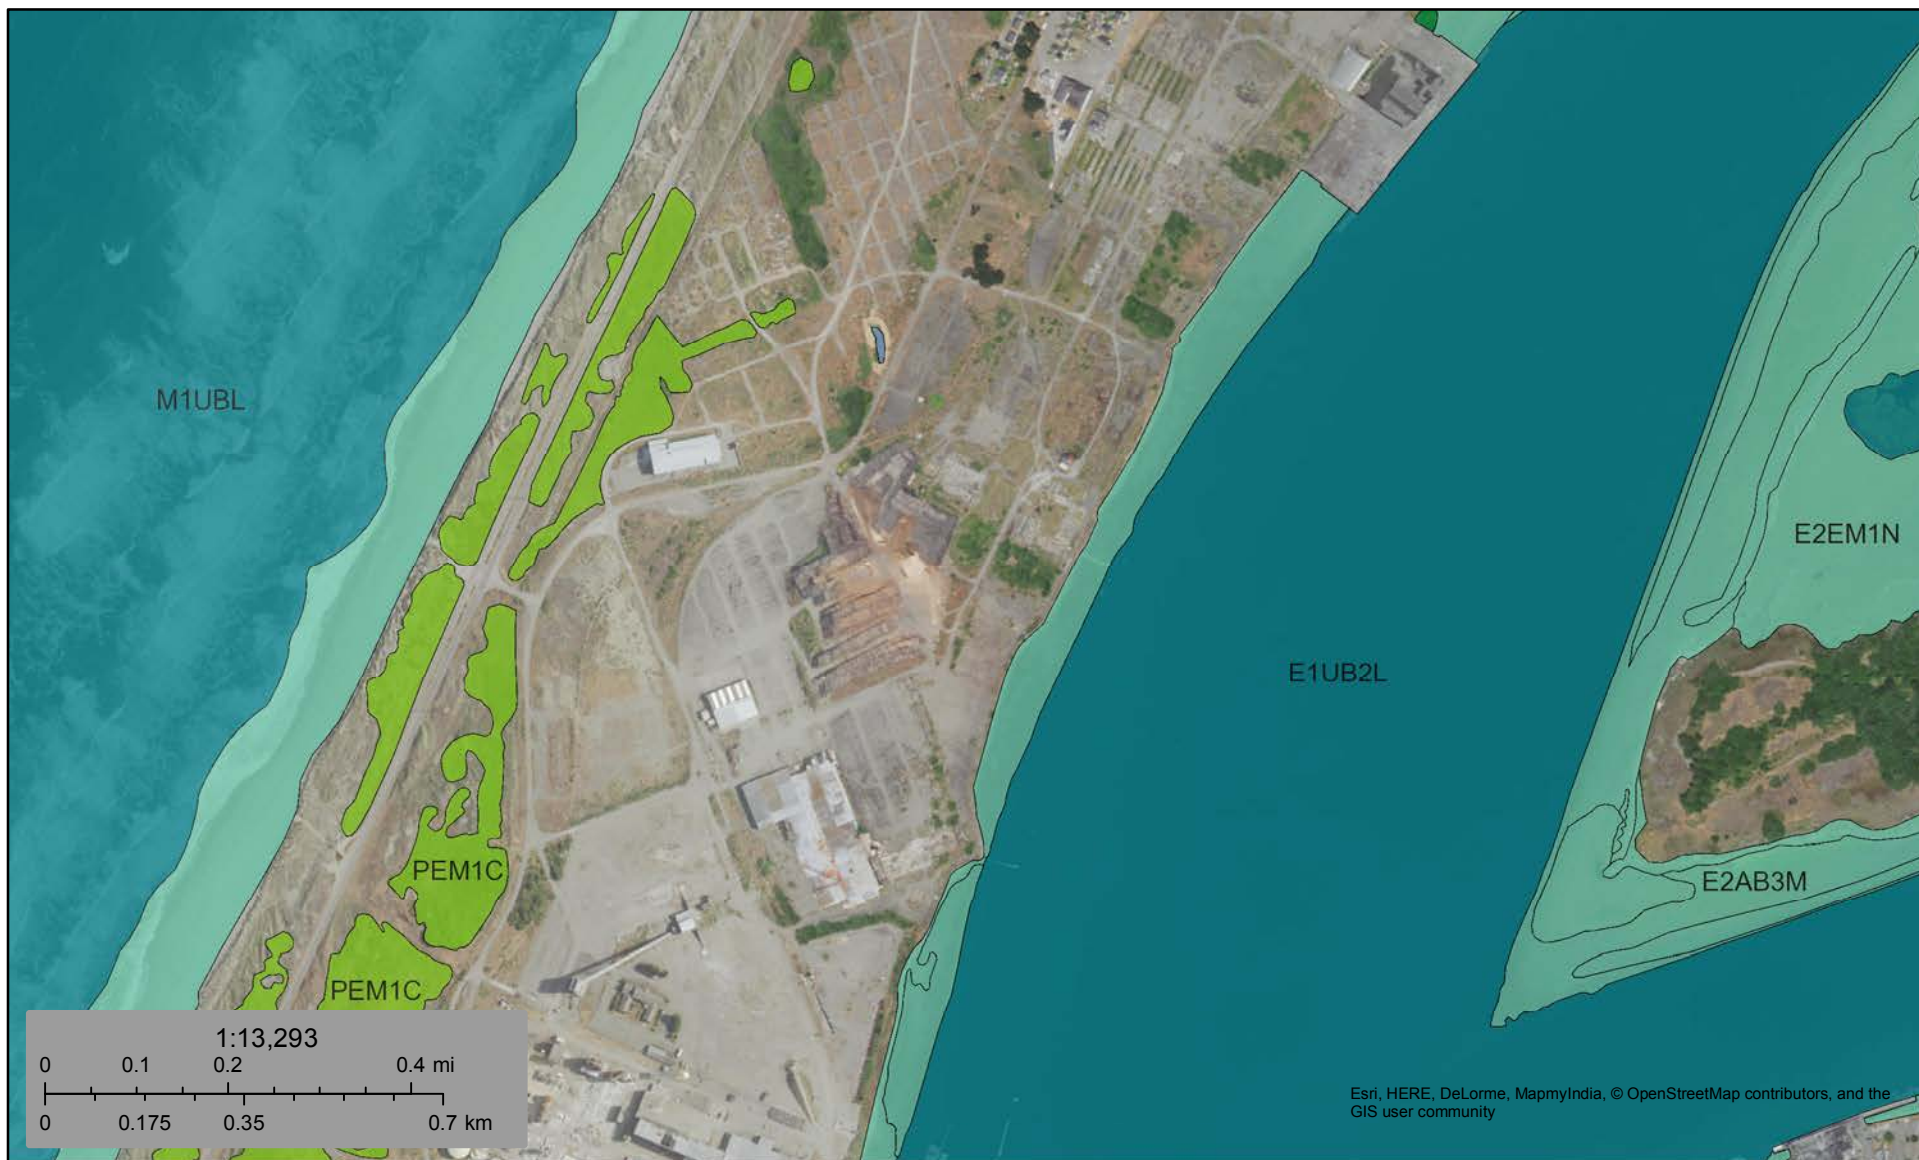 M1UBL
E2EM1N
E1UB2L
PEM1C
E2AB3M
PEM1C
1:13,293
0 0.1 0.2 0.4 mi
0 0.175 0.35 0.7 km
Esri, HERE, DeLorme, MapmyIndia, © OpenStreetMap contributors, and the
GIS user community